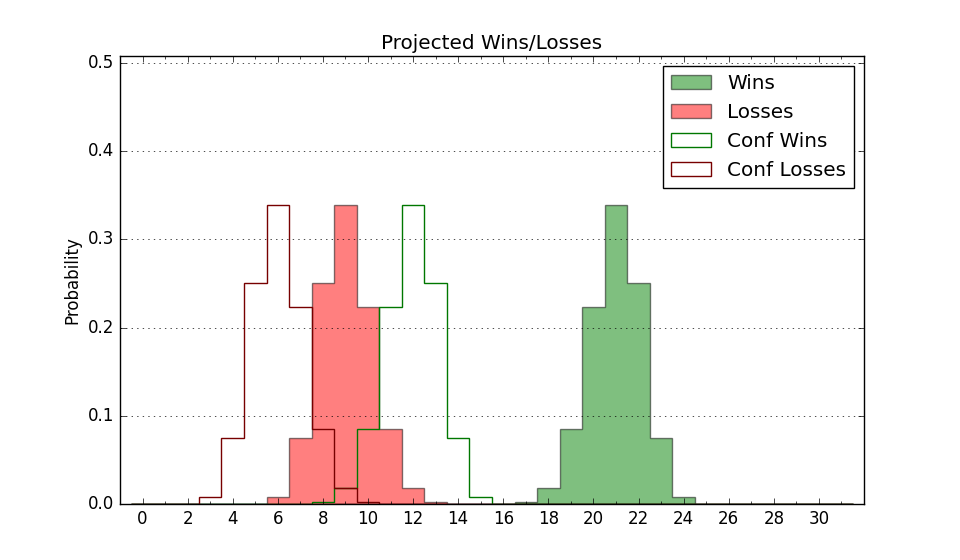 Projected Wins/Losses
Probability
0.5
0.4
0.3
0.2
0.1
0.0
Wins
Losses
Conf Wins
Conf Losses
0 2 4 6 8 10 12 14 16 18 20 22 24 26 28 30